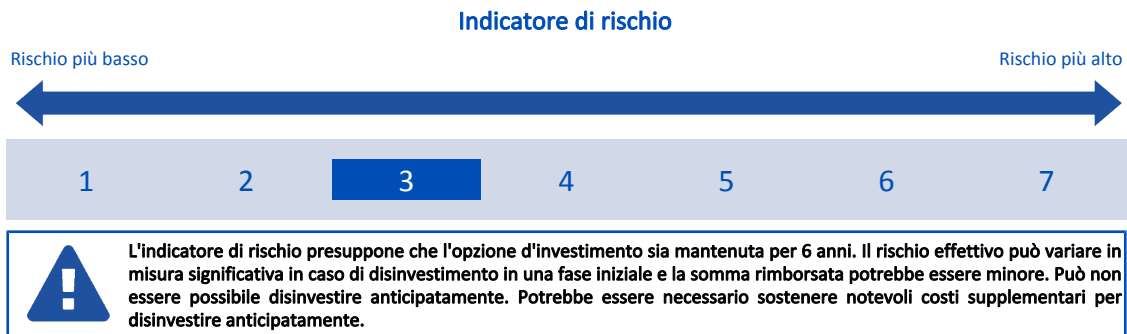 Indicatore di rischio
Rischio più basso
Rischio più alto
1 2 3 4 5 6 7
L'indicatore di rischio presuppone che l'opzione d'investimento sia mantenuta per 6 anni. Il rischio effettivo può variare in
misura significativa in caso di disinvestimento in una fase iniziale e la somma rimborsata potrebbe essere minore. Può non
essere possibile disinvestire anticipatamente. Potrebbe essere necessario sostenere notevoli costi supplementari per
disinvestire anticipatamente.